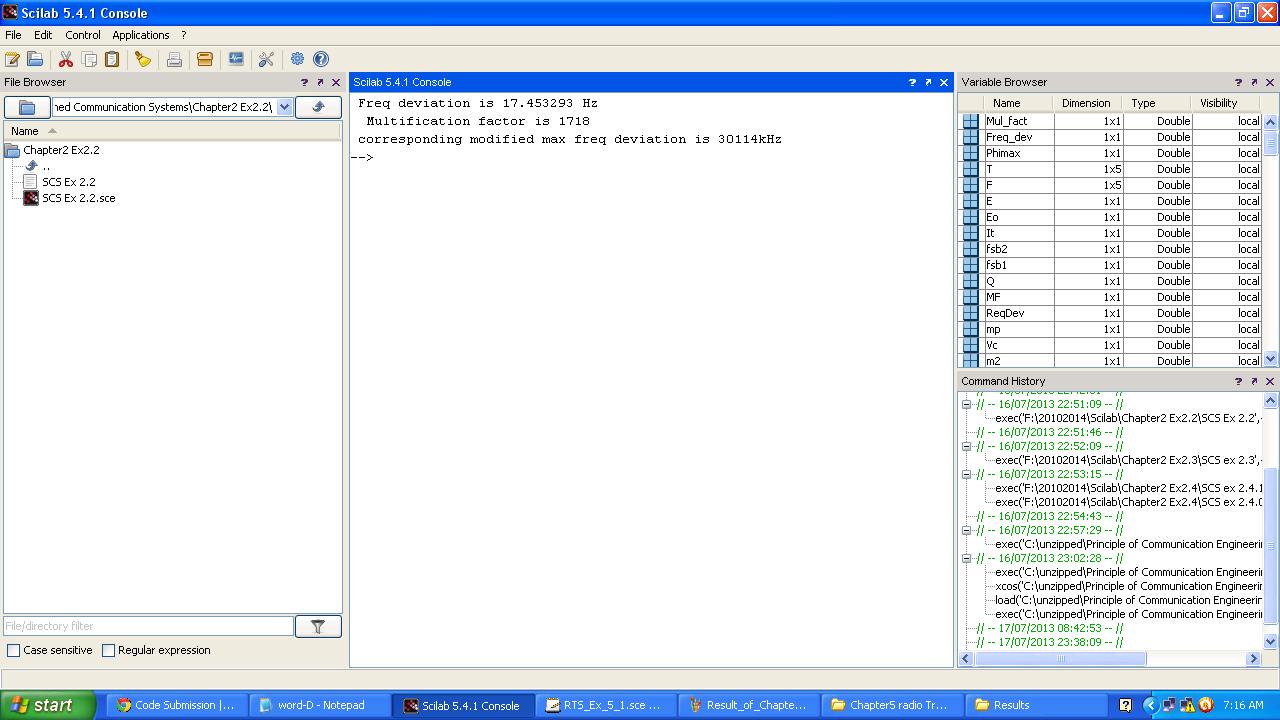 Scilab 5.4.1 Console
File Edit Control Applications ?
File Browser ? 
ned Communication Systems\Chapter2 Ex2.2\
Name
Chapter2 Ex2.2
..
SCS Ex 2.2
SCS Ex 2.2.sce
File/directory filter
Case sensitive Regular expression
Scilab 5.4.1 Console ?
Freq deviation is 17.453293 Hz
Multification factor is 1718
corresponding modified max freq deviation is 30114kHz
-->
Variable Browser ?
Name Dimension Type Visibility
Mul_fact 1x1 Double local
Freq_dev 1x1 Double local
Phimax 1x1 Double local
T 1x5 Double local
F 1x5 Double local
E 1x1 Double local
Eo 1x1 Double local
It 1x1 Double local
fsb2 1x1 Double local
fsb1 1x1 Double local
Q 1x1 Double local
MF 1x1 Double local
ReqDev 1x1 Double local
mp 1x1 Double local
Vc 1x1 Double local
m2 1x1 Double local
Command History ?
// -- 16/07/2013 22:51:09 -- //
exec('F:\20102014\Scilab\Chapter2 Ex2.2\SCS Ex 2.2',
// -- 16/07/2013 22:51:46 -- //
// -- 16/07/2013 22:52:09 -- //
exec('F:\20102014\Scilab\Chapter2 Ex2.3\SCS ex 2.3',
// -- 16/07/2013 22:53:15 -- //
exec('F:\20102014\Scilab\Chapter2 Ex2.4\SCS ex 2.4.1
exec('F:\20102014\Scilab\Chapter2 Ex2.4\SCS ex 2.4.
// -- 16/07/2013 22:54:43 -- //
// -- 16/07/2013 22:57:29 -- //
exec('C:\unzipped\Principle of Communication Engineeri
// -- 16/07/2013 23:02:28 -- //
exec('C:\unzipped\Principle of Communication Engineeri
xcos('C:\unzipped\Principle of Communication Engineeri
load('C:\unzipped\Principle of Communication Engineeri
exec('C:\unzipped\Principle of Communication Engineeri
// -- 17/07/2013 08:42:53 -- //
// -- 17/07/2013 23:38:09 -- //
start
Code Submission |...
word-D - Notepad
Scilab 5.4.1 Console
RTS_Ex_5_1.sce ...
Result_of_Chapte...
Chapter5 radio Tr...
Results
7:16 AM